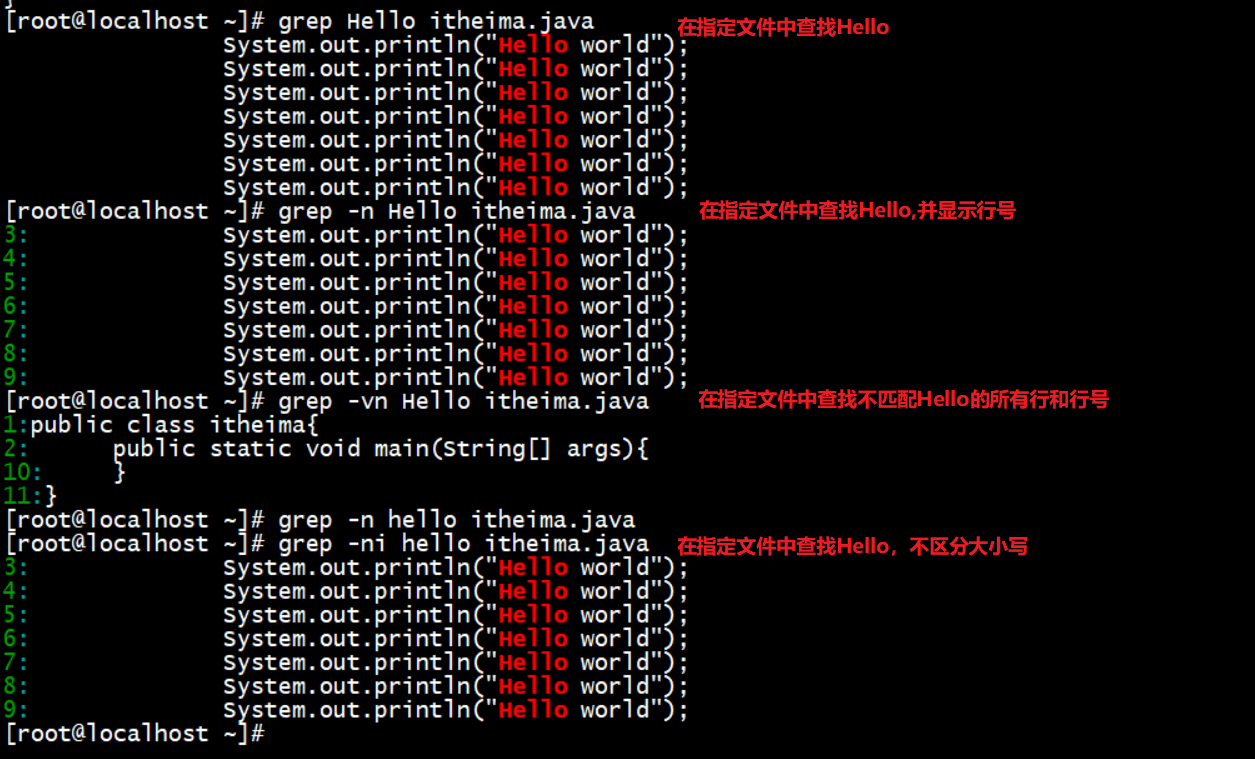 }
[root@localhost ~]# grep Hello itheima.java 在指定文件中查找Hello
System.out.println("Hello world");
System.out.println("Hello world");
System.out.println("Hello world");
System.out.println("Hello world");
System.out.println("Hello world");
System.out.println("Hello world");
System.out.println("Hello world");
[root@localhost ~]# grep -n Hello itheima.java 在指定文件中查找Hello,并显示行号
3: System.out.println("Hello world");
4: System.out.println("Hello world");
5: System.out.println("Hello world");
6: System.out.println("Hello world");
7: System.out.println("Hello world");
8: System.out.println("Hello world");
9: System.out.println("Hello world");
[root@localhost ~]# grep -vn Hello itheima.java 在指定文件中查找不匹配Hello的所有行和行号
1:public class itheima{
2: public static void main(String[] args){
10: }
11:}
[root@localhost ~]# grep -n hello itheima.java
[root@localhost ~]# grep -ni hello itheima.java 在指定文件中查找Hello，不区分大小写
3: System.out.println("Hello world");
4: System.out.println("Hello world");
5: System.out.println("Hello world");
6: System.out.println("Hello world");
7: System.out.println("Hello world");
8: System.out.println("Hello world");
9: System.out.println("Hello world");
[root@localhost ~]#